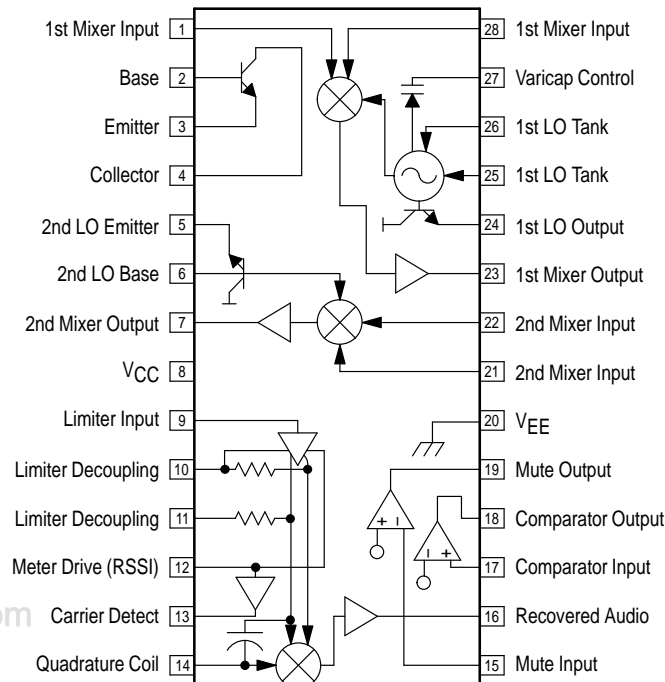 1st Mixer Input 1
Base 2
Emitter 3
Collector 4
2nd LO Emitter 5
2nd LO Base 6
2nd Mixer Output 7
VCC 8
Limiter Input 9
Limiter Decoupling 10
Limiter Decoupling 11
Meter Drive (RSSI) 12
om
Carrier Detect 13
Quadrature Coil 14
28 1st Mixer Input
27 Varicap Control
26 1st LO Tank
25 1st LO Tank
24 1st LO Output
23 1st Mixer Output
22 2nd Mixer Input
21 2nd Mixer Input
20 VEE
19 Mute Output
18 Comparator Output
17 Comparator Input
16 Recovered Audio
15 Mute Input
+ –
– +